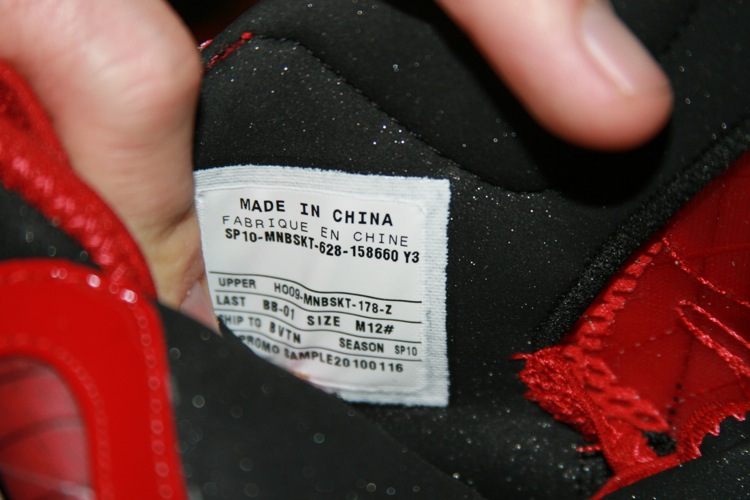 MADE IN CHINA
FABRIQUE EN CHINE
SP10-MNBSKT-628-158660 Y3
UPPER HO09-MNBSKT-178-Z
LAST BB-01 SIZE M12#
SHIP TO BVTN SEASON SP10
PROMO SAMPLE20100116